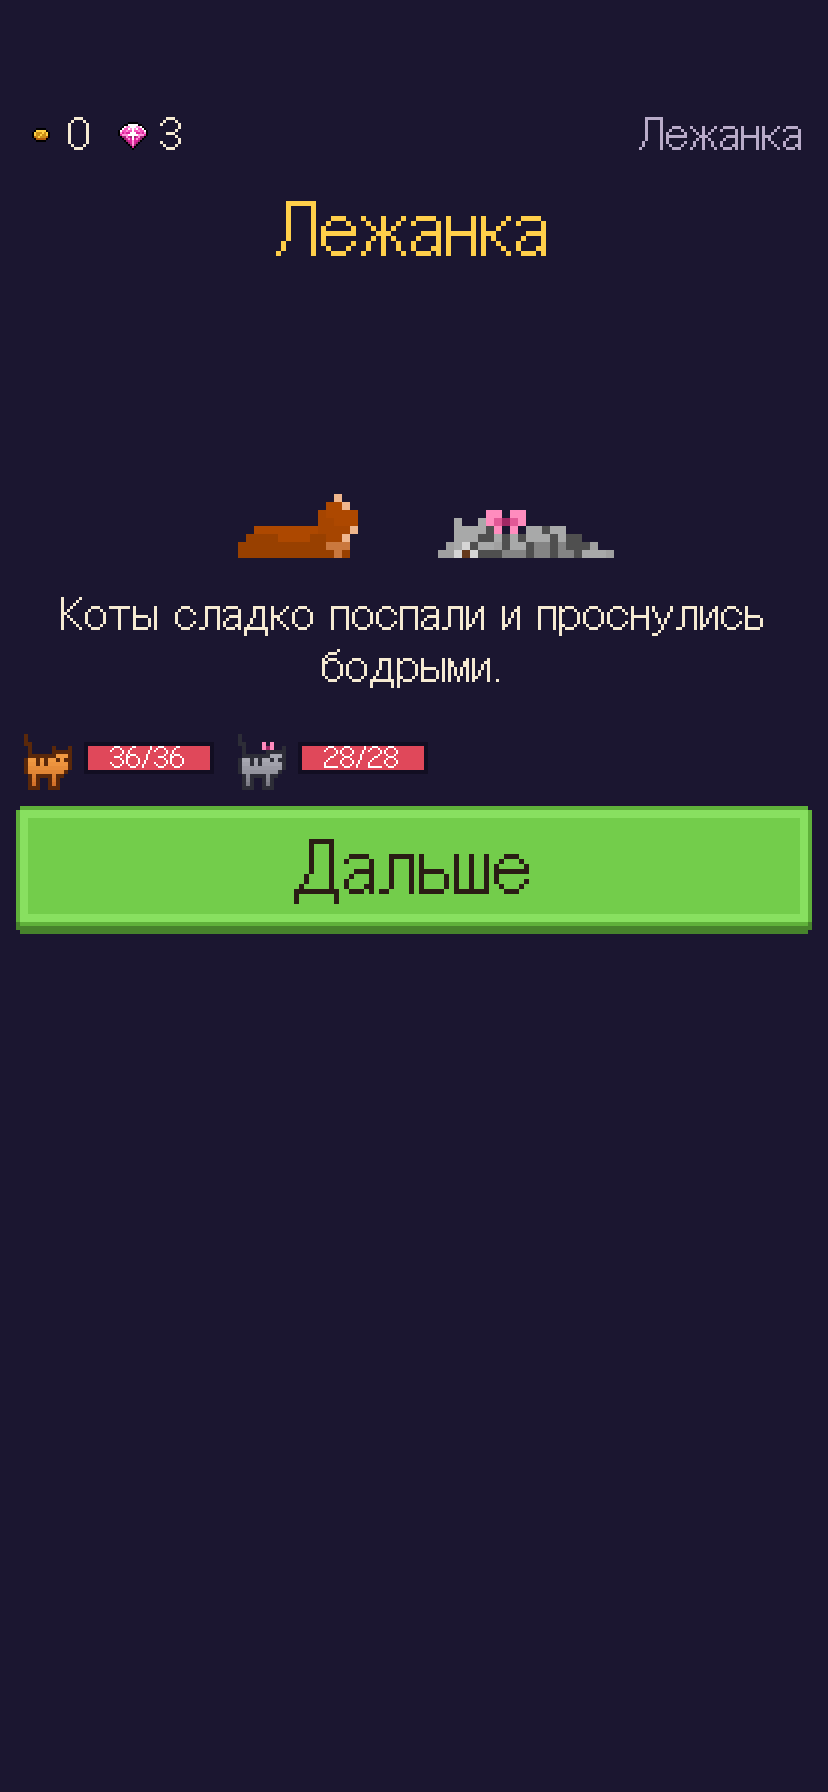 0 3 Лежанка
Лежанка
Коты сладко поспали и проснулись
бодрыми.
36/36 28/28
Дальше